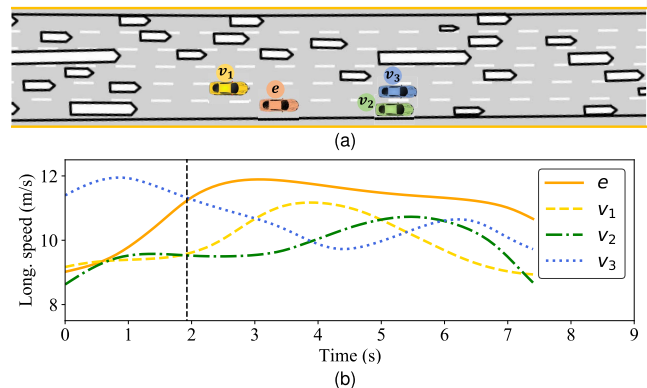 v₁
e
v₃
v₂
(a)
Long. speed (m/s)
12
10
8
0 1 2 3 4 5 6 7 8 9
Time (s)
e
v₁
v₂
v₃
(b)